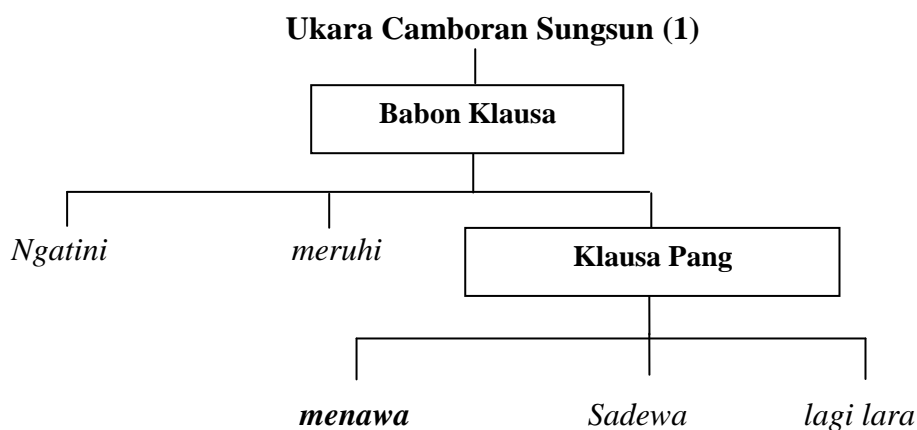 Ukara Camboran Sungsun (1)
Babon Klausa
Ngatini meruhi Klausa Pang
menawa Sadewa lagi lara